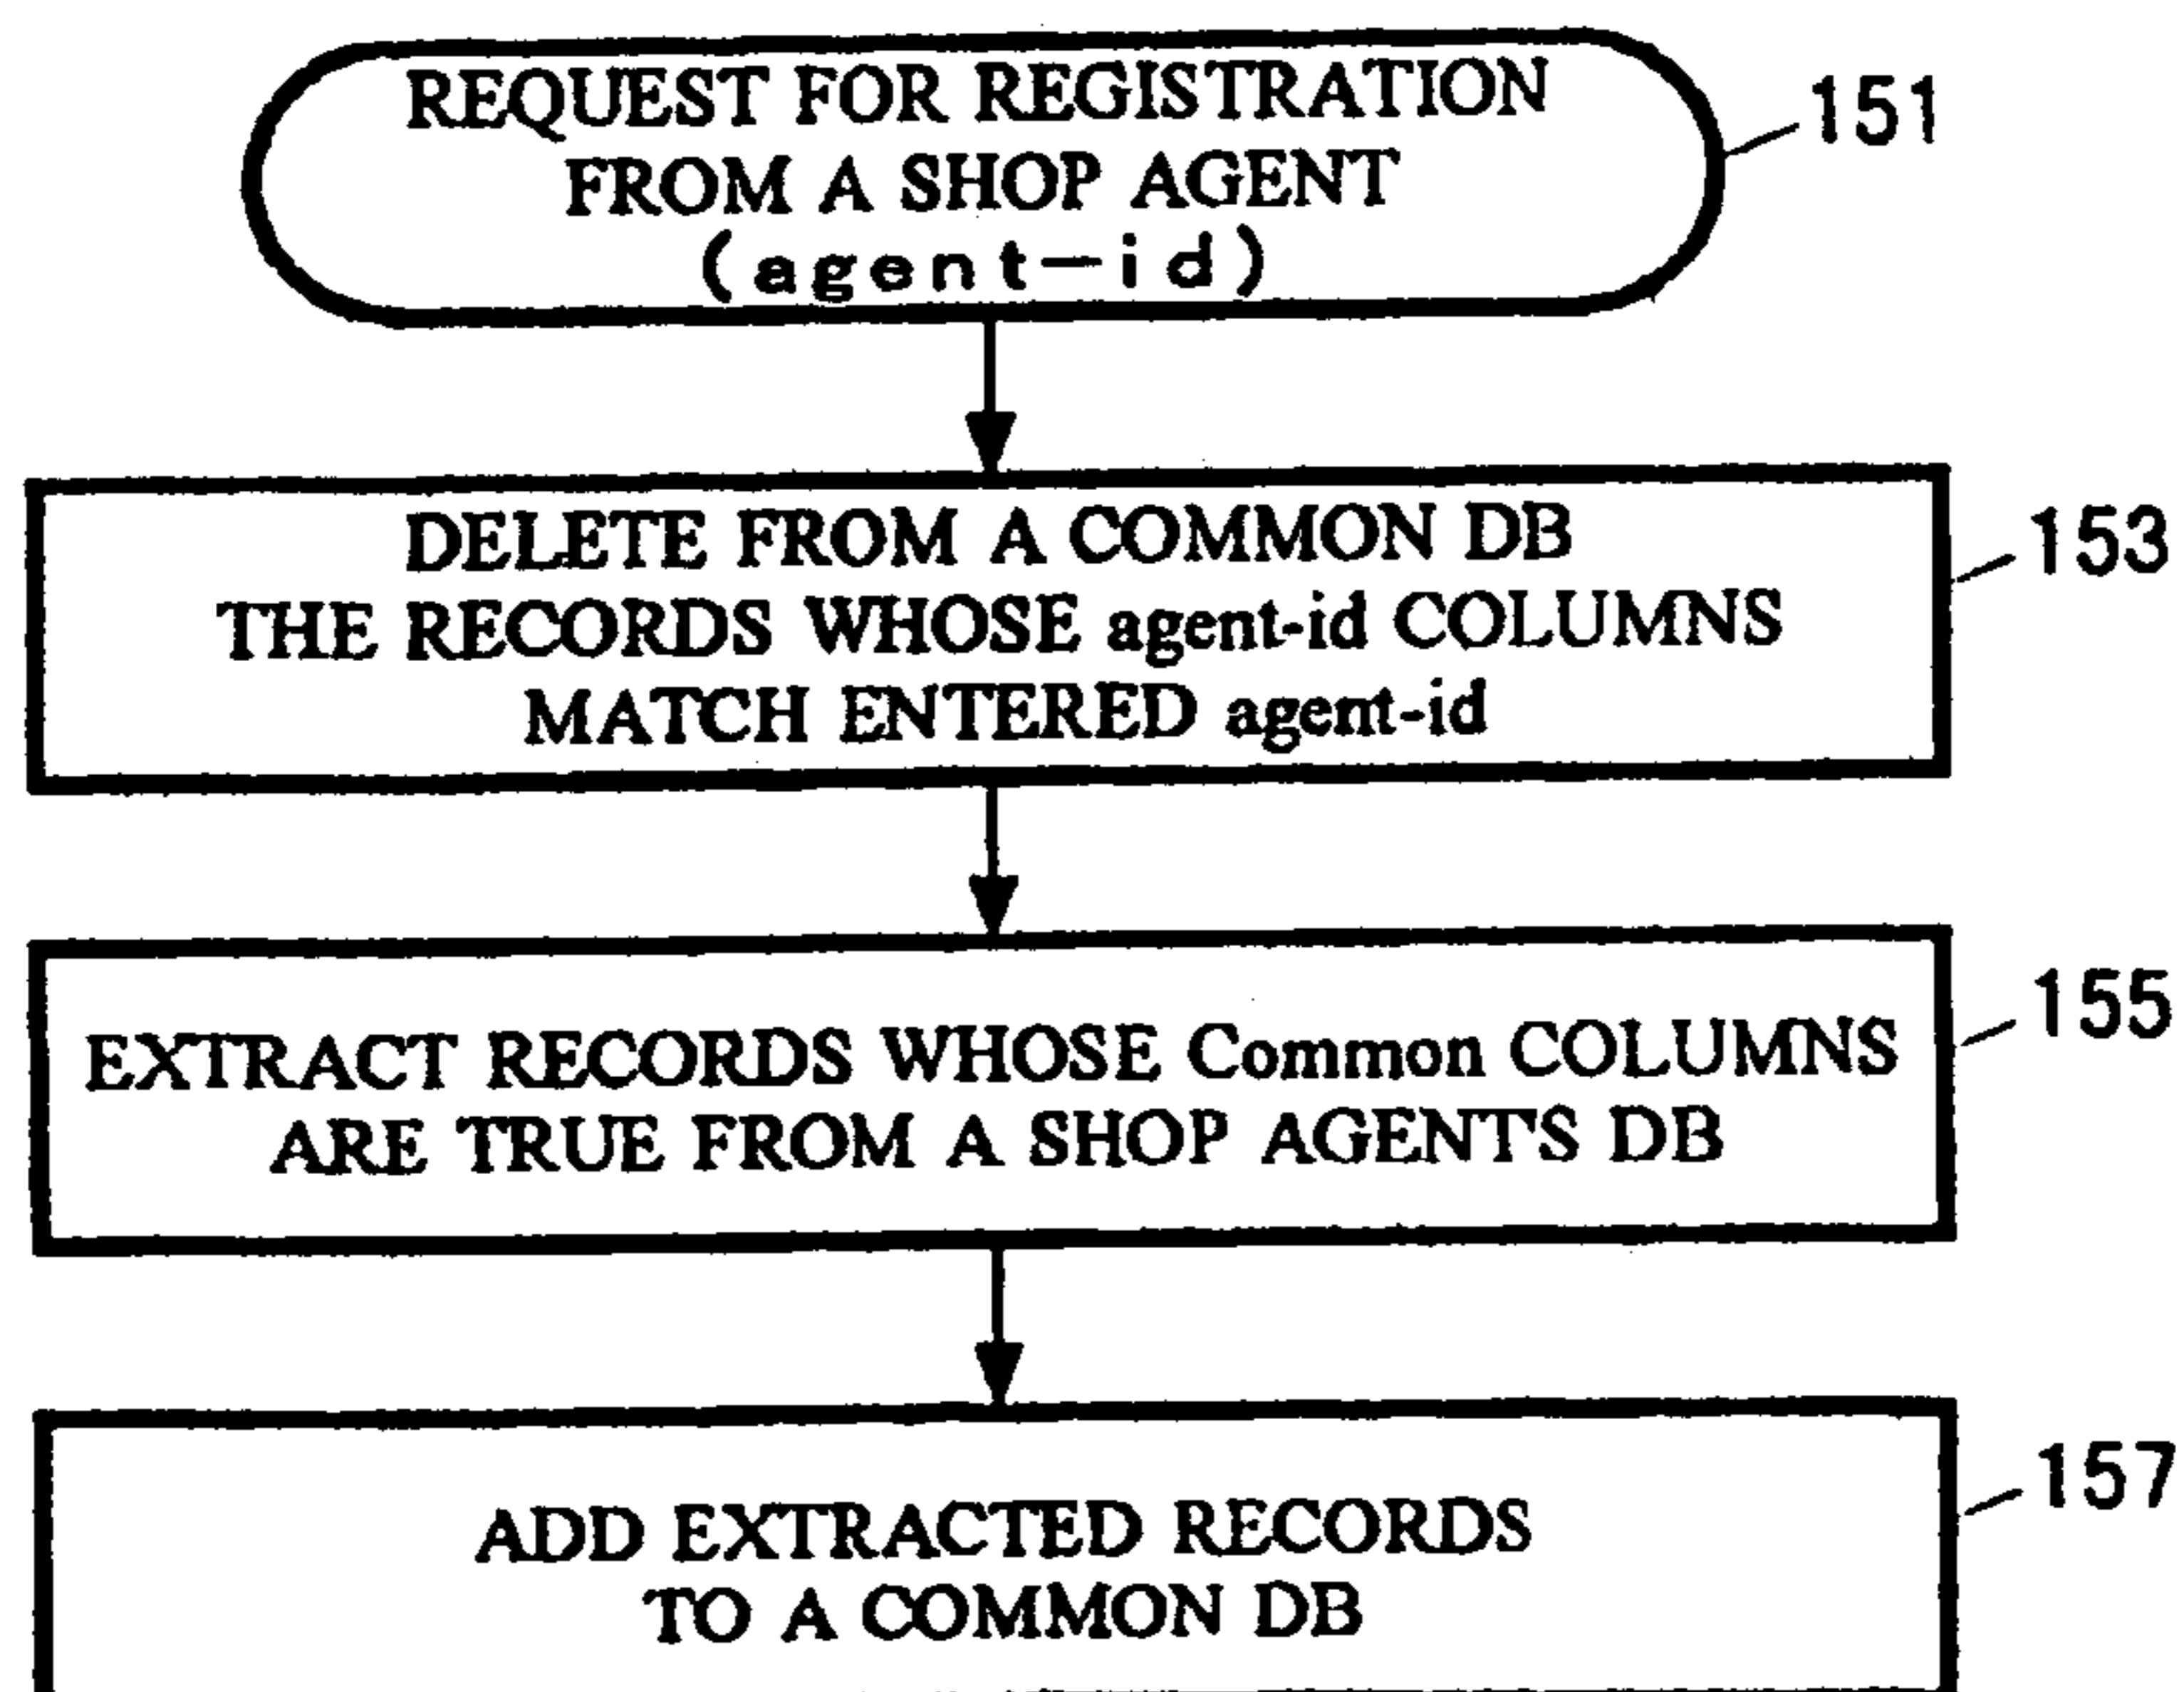 REQUEST FOR REGISTRATION
FROM A SHOP AGENT
(agent-id)
151
DELETE FROM A COMMON DB
THE RECORDS WHOSE agent-id COLUMNS
MATCH ENTERED agent-id
153
EXTRACT RECORDS WHOSE Common COLUMNS
ARE TRUE FROM A SHOP AGENT'S DB
155
ADD EXTRACTED RECORDS
TO A COMMON DB
157